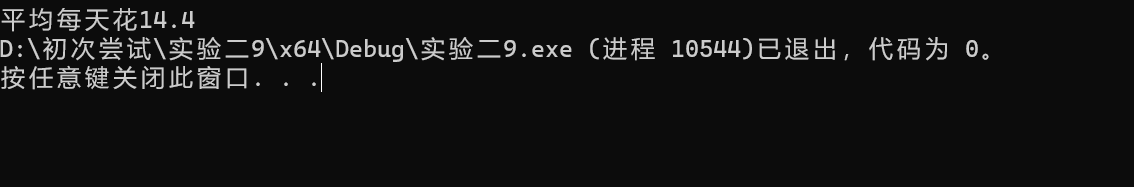 平均每天花14.4
D:\初次尝试\实验二9\x64\Debug\实验二9.exe (进程 10544)已退出，代码为 0。
按任意键关闭此窗口. . .